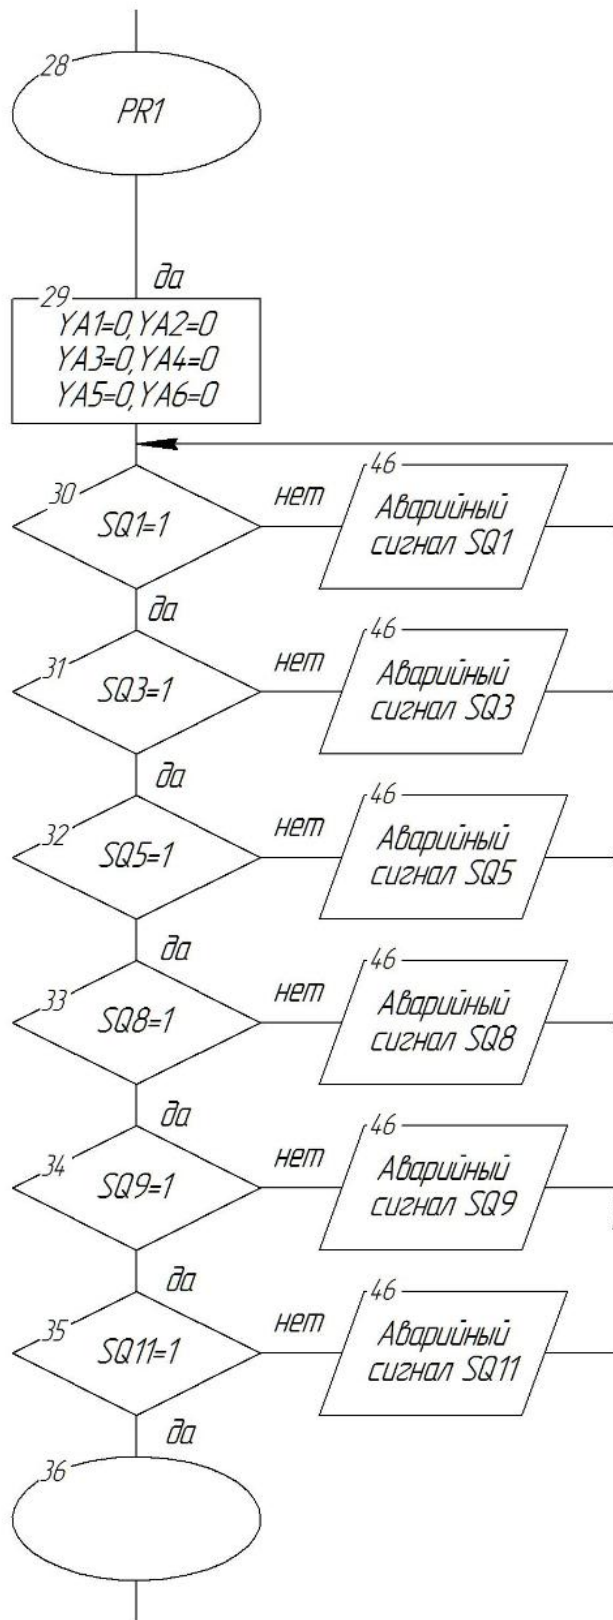 28
PR1
да
29
YA1=0,YA2=0
YA3=0,YA4=0
YA5=0,YA6=0
30
SQ1=1
нет
46
Аварийный
сигнал SQ1
да
31
SQ3=1
нет
46
Аварийный
сигнал SQ3
да
32
SQ5=1
нет
46
Аварийный
сигнал SQ5
да
33
SQ8=1
нет
46
Аварийный
сигнал SQ8
да
34
SQ9=1
нет
46
Аварийный
сигнал SQ9
да
35
SQ11=1
нет
46
Аварийный
сигнал SQ11
да
36